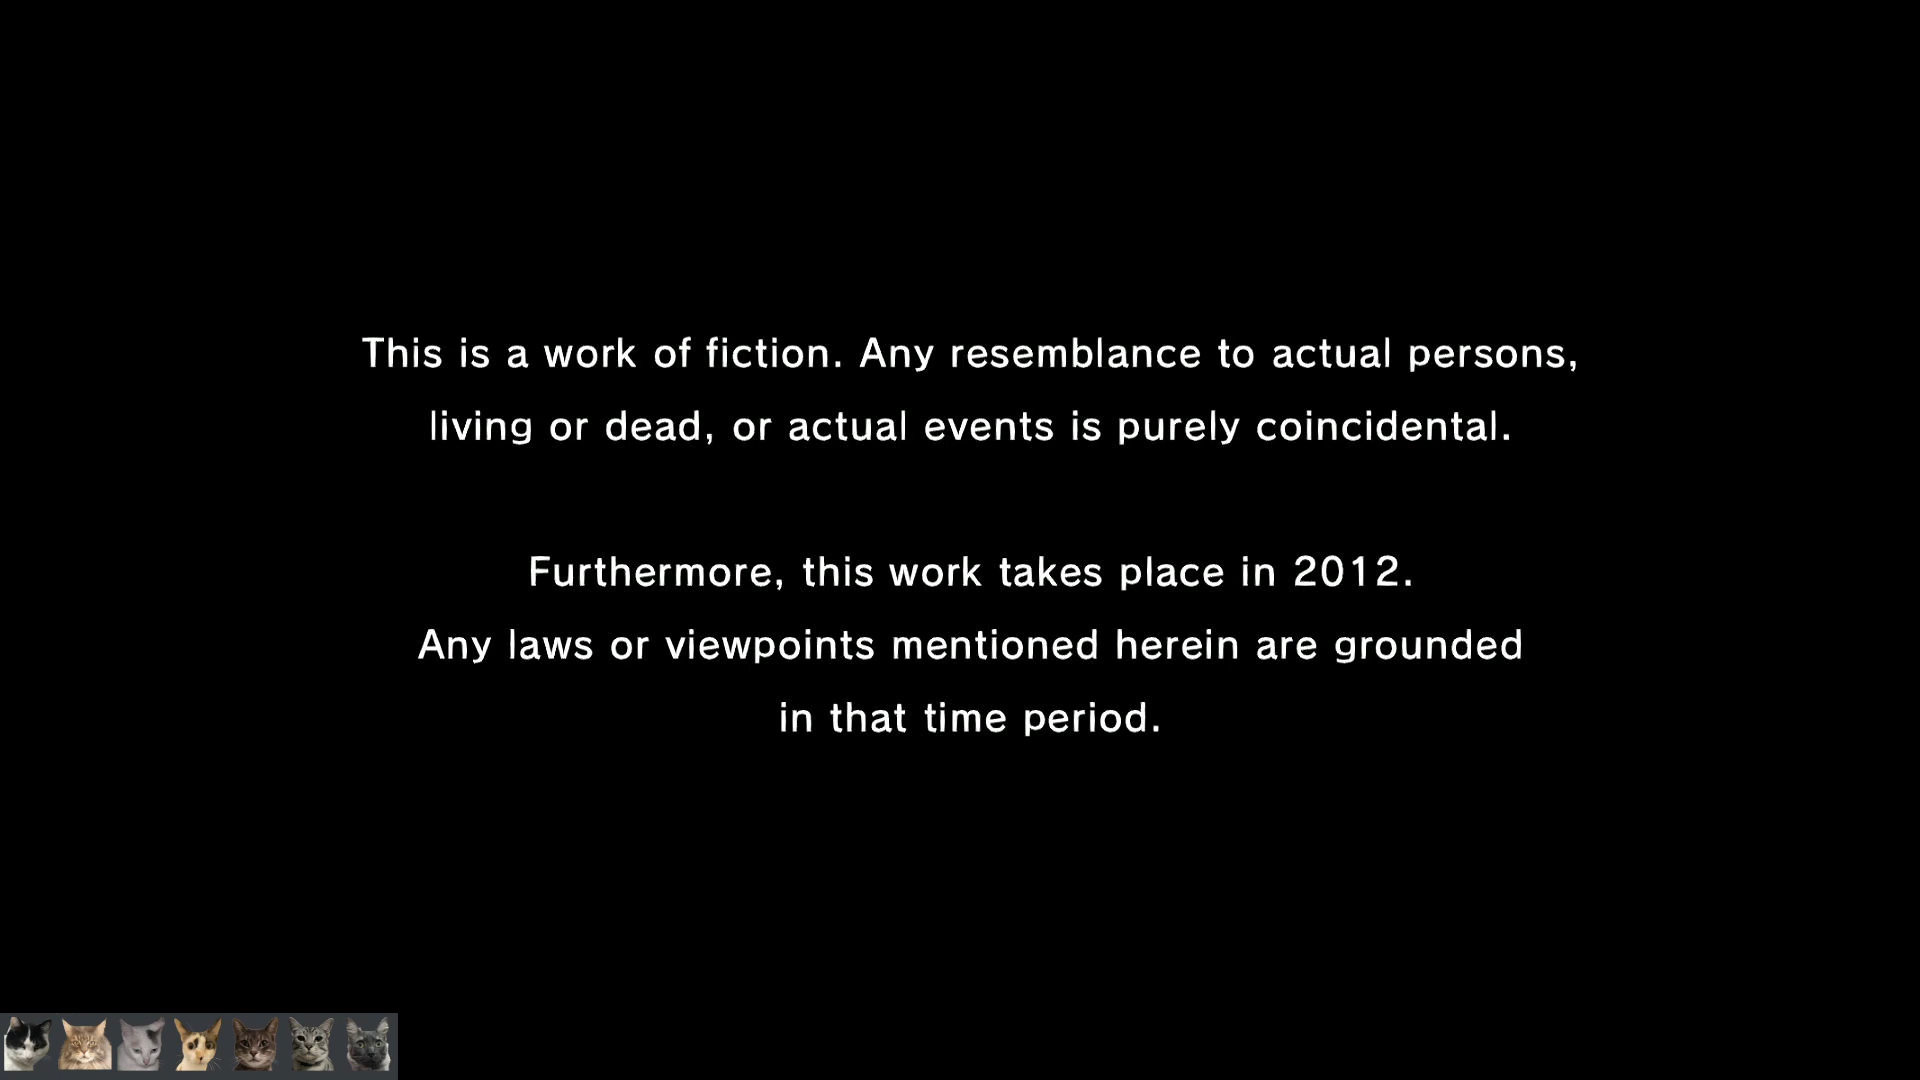 This is a work of fiction. Any resemblance to actual persons,
living or dead, or actual events is purely coincidental.
Furthermore, this work takes place in 2012.
Any laws or viewpoints mentioned herein are grounded
in that time period.